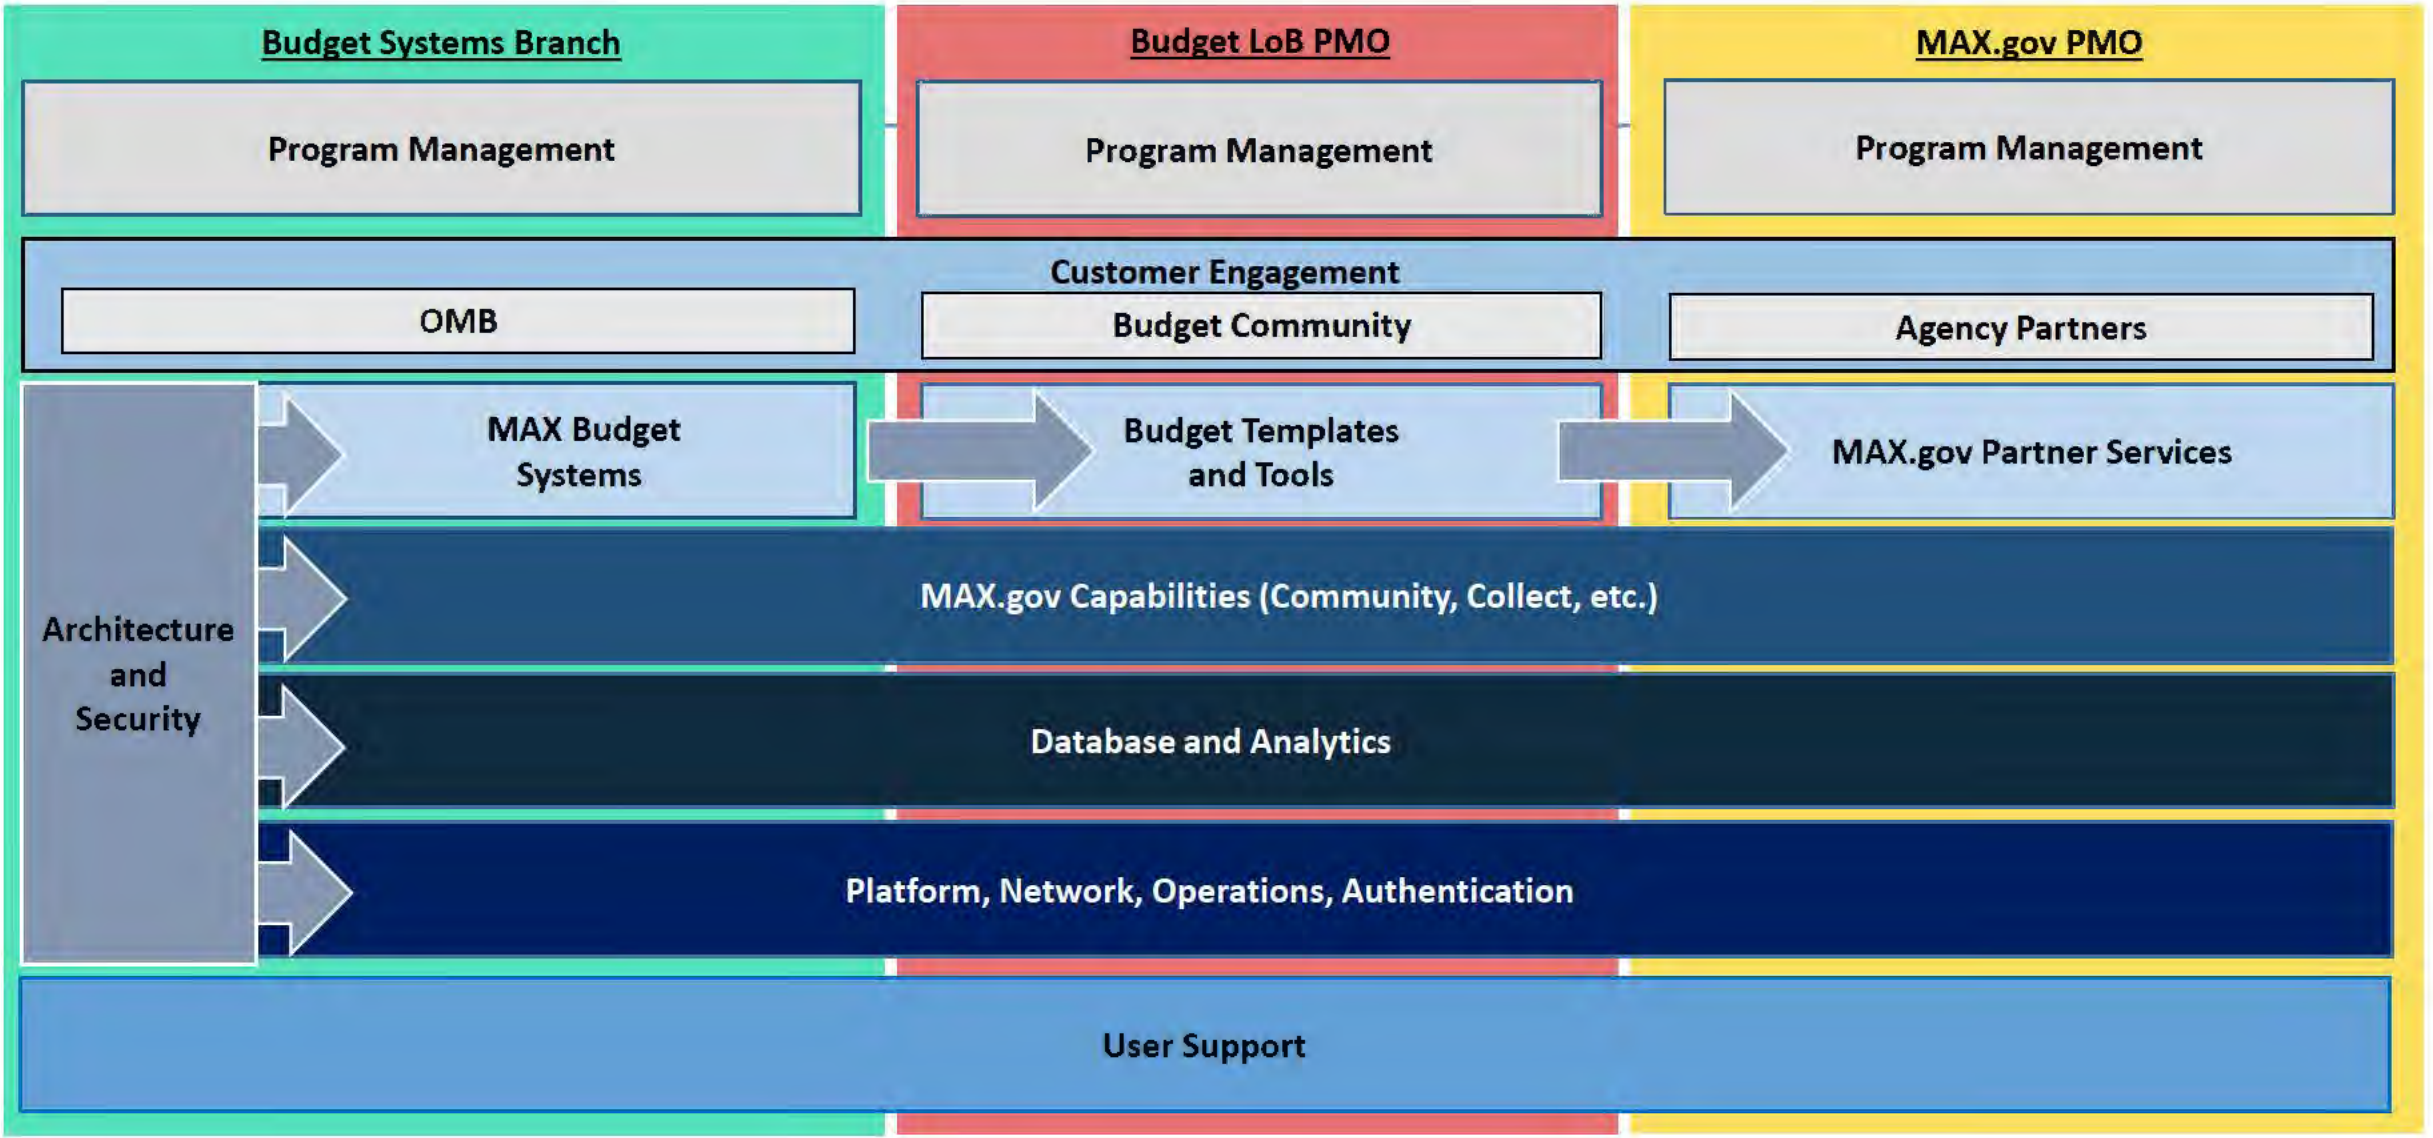 Budget Systems Branch
Budget LoB PMO
MAX.gov PMO
Program Management
Program Management
Program Management
Customer Engagement
OMB
Budget Community
Agency Partners
MAX Budget
Systems
Budget Templates
and Tools
MAX.gov Partner Services
Architecture
and
Security
MAX.gov Capabilities (Community, Collect, etc.)
Database and Analytics
Platform, Network, Operations, Authentication
User Support